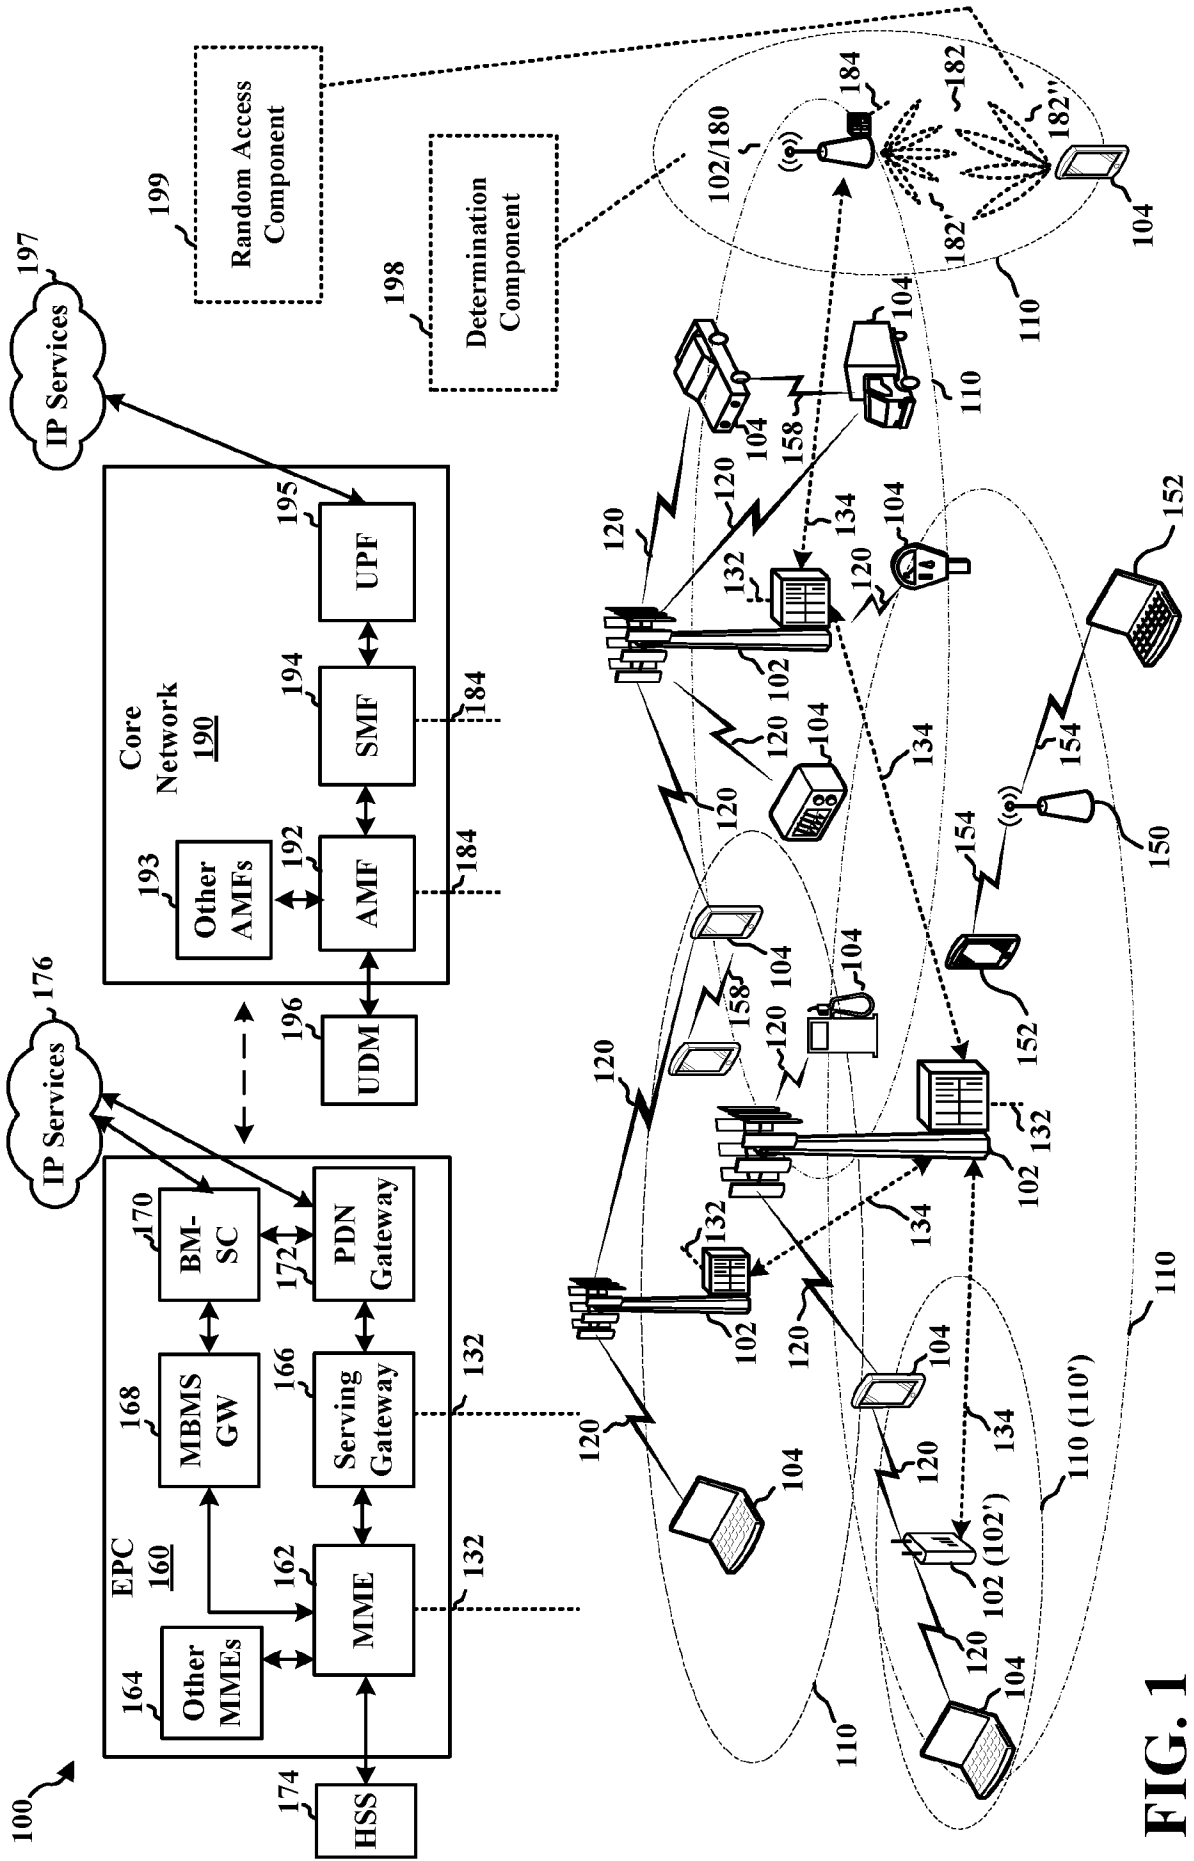 100
EPC
160
164
Other
MMEs
162
MME
168
MBMS
GW
166
Serving
Gateway
170
BM-
SC
172
PDN
Gateway
174
HSS
132
132
176
IP Services
Core
Network
190
193
Other
AMFs
192
AMF
194
SMF
195
UPF
196
UDM
184
184
197
IP Services
199
Random Access
Component
198
Determination
Component
120
120
120
120
120
120
120
120
120
120
120
102
102
102
102 (102')
102/180
104
104
104
104
104
104
104
104
104
104
132
132
132
134
134
134
134
158
158
184
182
182
182''
110
110
110
110
110 (110')
150
152
152
154
154
FIG. 1